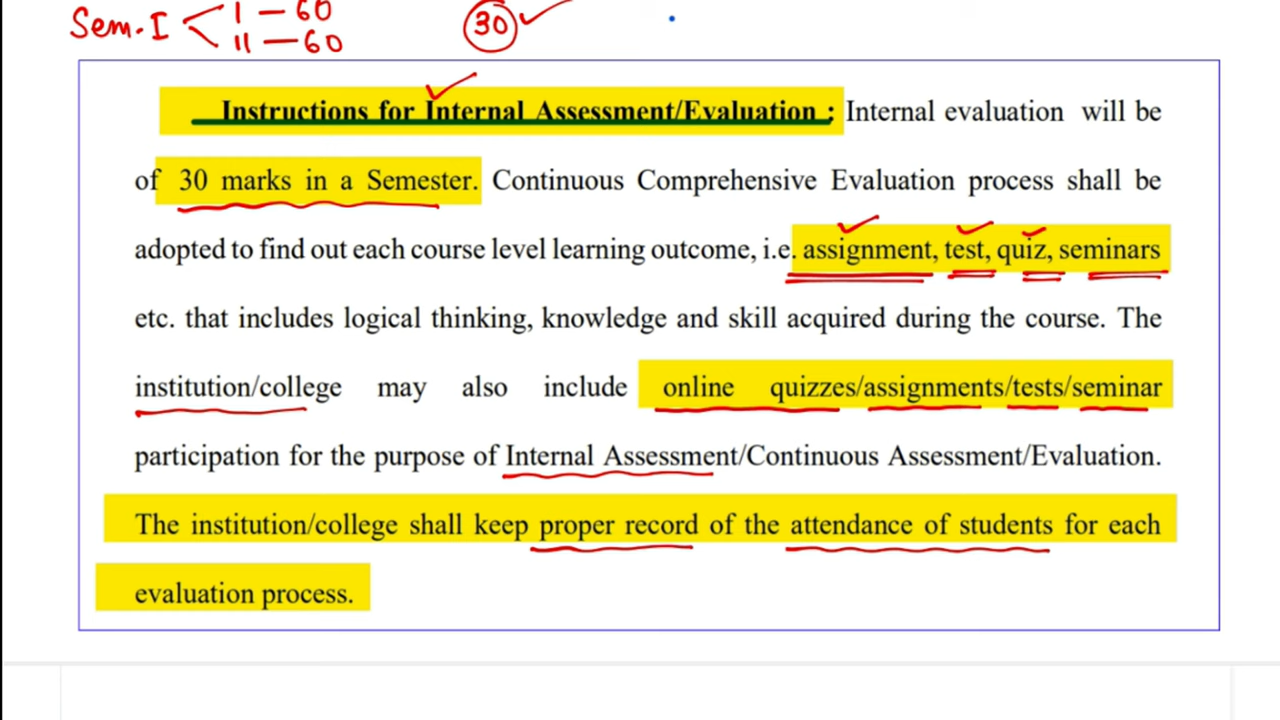 Sem. I < I — 60
30
II — 60
Instructions for Internal Assessment/Evaluation : Internal evaluation will be
of 30 marks in a Semester. Continuous Comprehensive Evaluation process shall be
adopted to find out each course level learning outcome, i.e. assignment, test, quiz, seminars
etc. that includes logical thinking, knowledge and skill acquired during the course. The
institution/college may also include online quizzes/assignments/tests/seminar
participation for the purpose of Internal Assessment/Continuous Assessment/Evaluation.
The institution/college shall keep proper record of the attendance of students for each
evaluation process.